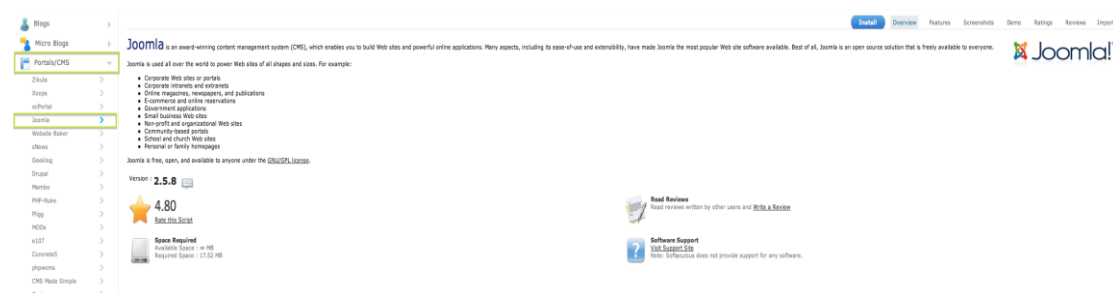 Blogs
Micro Blogs
Portals/CMS
Zikula
Xoops
ocPortal
Joomla
Website Baker
sNews
Geeklog
Drupal
Mambo
PHP-Nuke
Pligg
MODx
e107
Concrete5
phpwcms
CMS Made Simple
Install Overview Features Screenshots Demo Ratings Reviews Import
Joomla is an award-winning content management system (CMS), which enables you to build Web sites and powerful online applications. Many aspects, including its ease-of-use and extensibility, have made Joomla the most popular Web site software available. Best of all, Joomla is an open source solution that is freely available to everyone.
Joomla!
Joomla is used all over the world to power Web sites of all shapes and sizes. For example:
Corporate Web sites or portals
Corporate intranets and extranets
Online magazines, newspapers, and publications
E-commerce and online reservations
Government applications
Small business Web sites
Non-profit and organizational Web sites
Community-based portals
School and church Web sites
Personal or family homepages
Joomla is free, open, and available to anyone under the GNU/GPL license.
Version : 2.5.8
4.80
Rate this Script
Space Required
Available Space : ∞ MB
Required Space : 17.52 MB
Read Reviews
Read reviews written by other users and Write a Review
Software Support
Visit Support Site
Note: Softaculous does not provide support for any software.